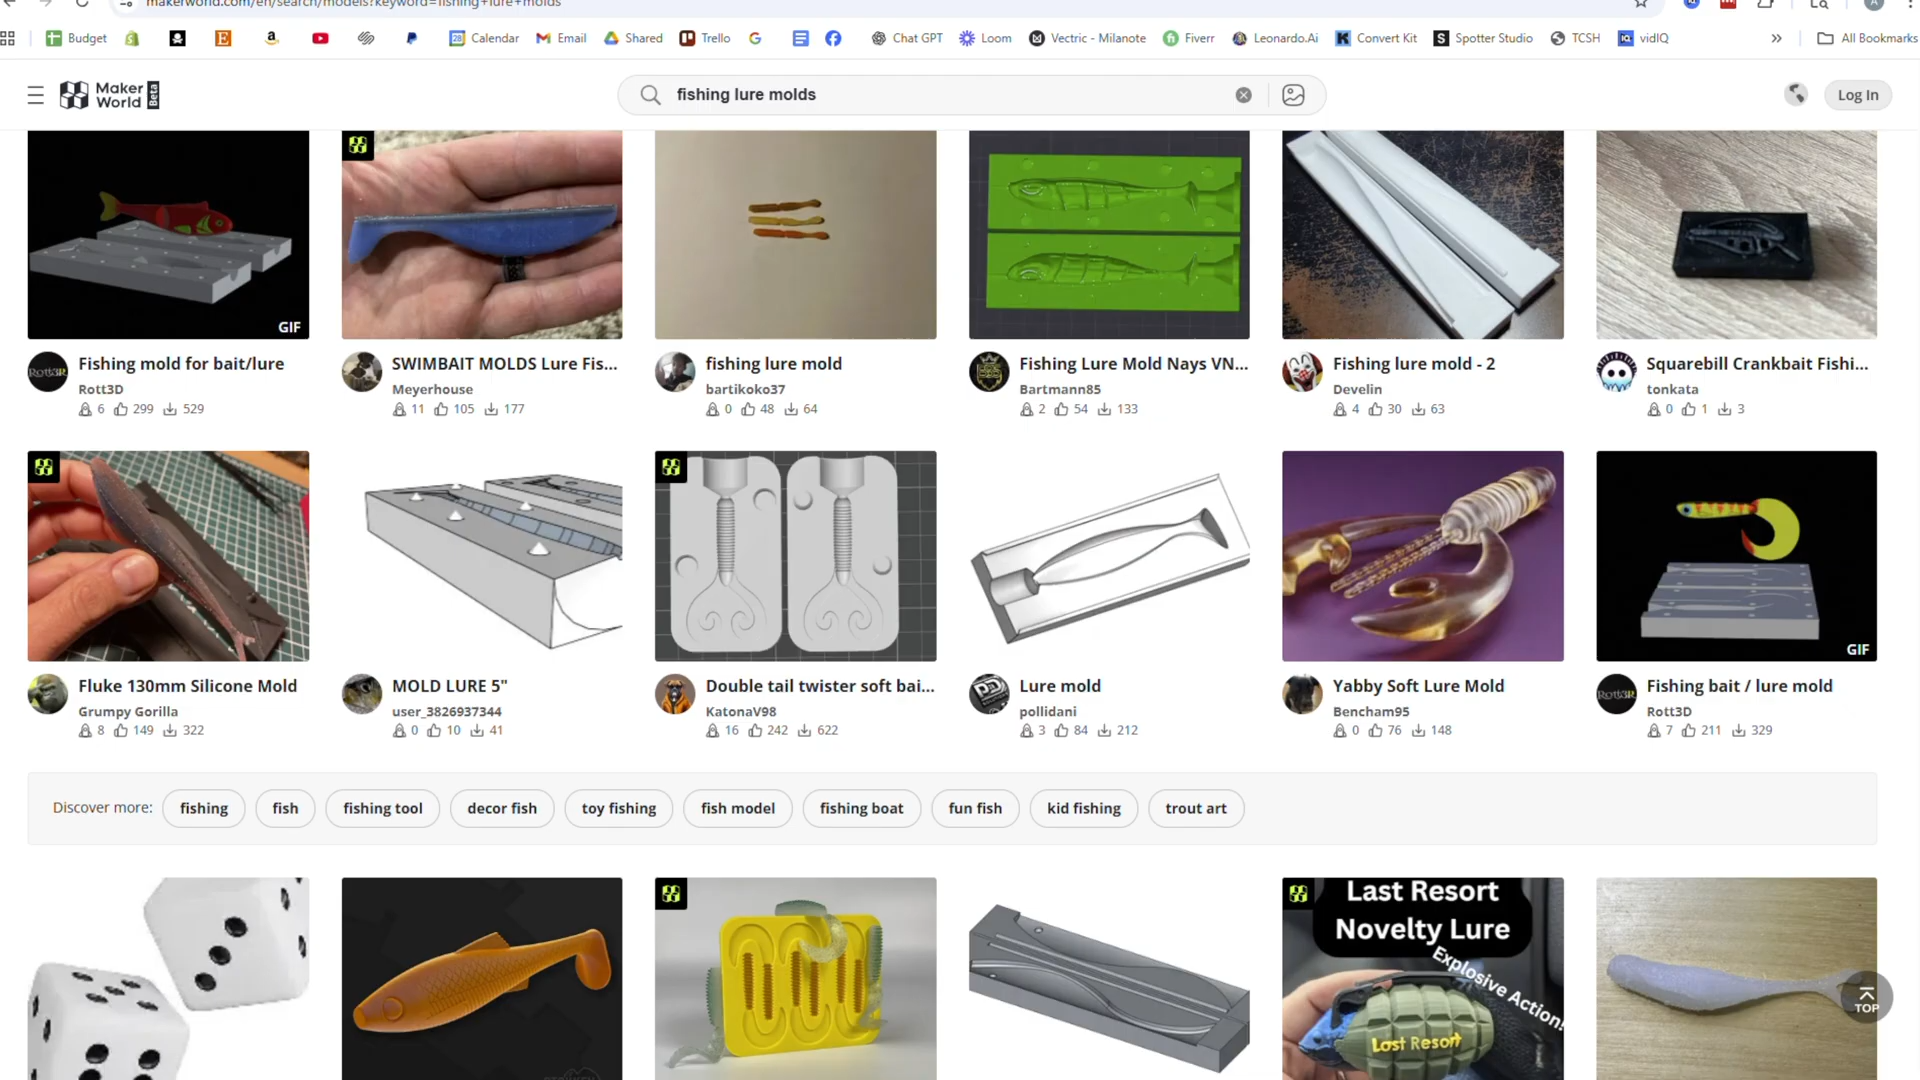 makerworld.com/en/search/models?keyword=fishing+lure+molds
Budget
Calendar
Email
Shared
Trello
Chat GPT
Loom
Vectric - Milanote
Fiverr
Leonardo.Ai
Convert Kit
Spotter Studio
TCSH
vidIQ
All Bookmarks
Maker World Beta
fishing lure molds
Log In
GIF
Fishing mold for bait/lure
Rott3D
6 299 529
SWIMBAIT MOLDS Lure Fis...
Meyerhouse
11 105 177
fishing lure mold
bartikoko37
0 48 64
Fishing Lure Mold Nays VN...
Bartmann85
2 54 133
Fishing lure mold - 2
Develin
4 30 63
Squarebill Crankbait Fishi...
tonkata
0 1 3
GIF
Fluke 130mm Silicone Mold
Grumpy Gorilla
8 149 322
MOLD LURE 5"
user_3826937344
0 10 41
Double tail twister soft bai...
KatonaV98
16 242 622
Lure mold
pollidani
3 84 212
Yabby Soft Lure Mold
Bencham95
0 76 148
Fishing bait / lure mold
Rott3D
7 211 329
Discover more:
fishing
fish
fishing tool
decor fish
toy fishing
fish model
fishing boat
fun fish
kid fishing
trout art
Last Resort
Novelty Lure
Explosive Action!
Last Resort
TOP